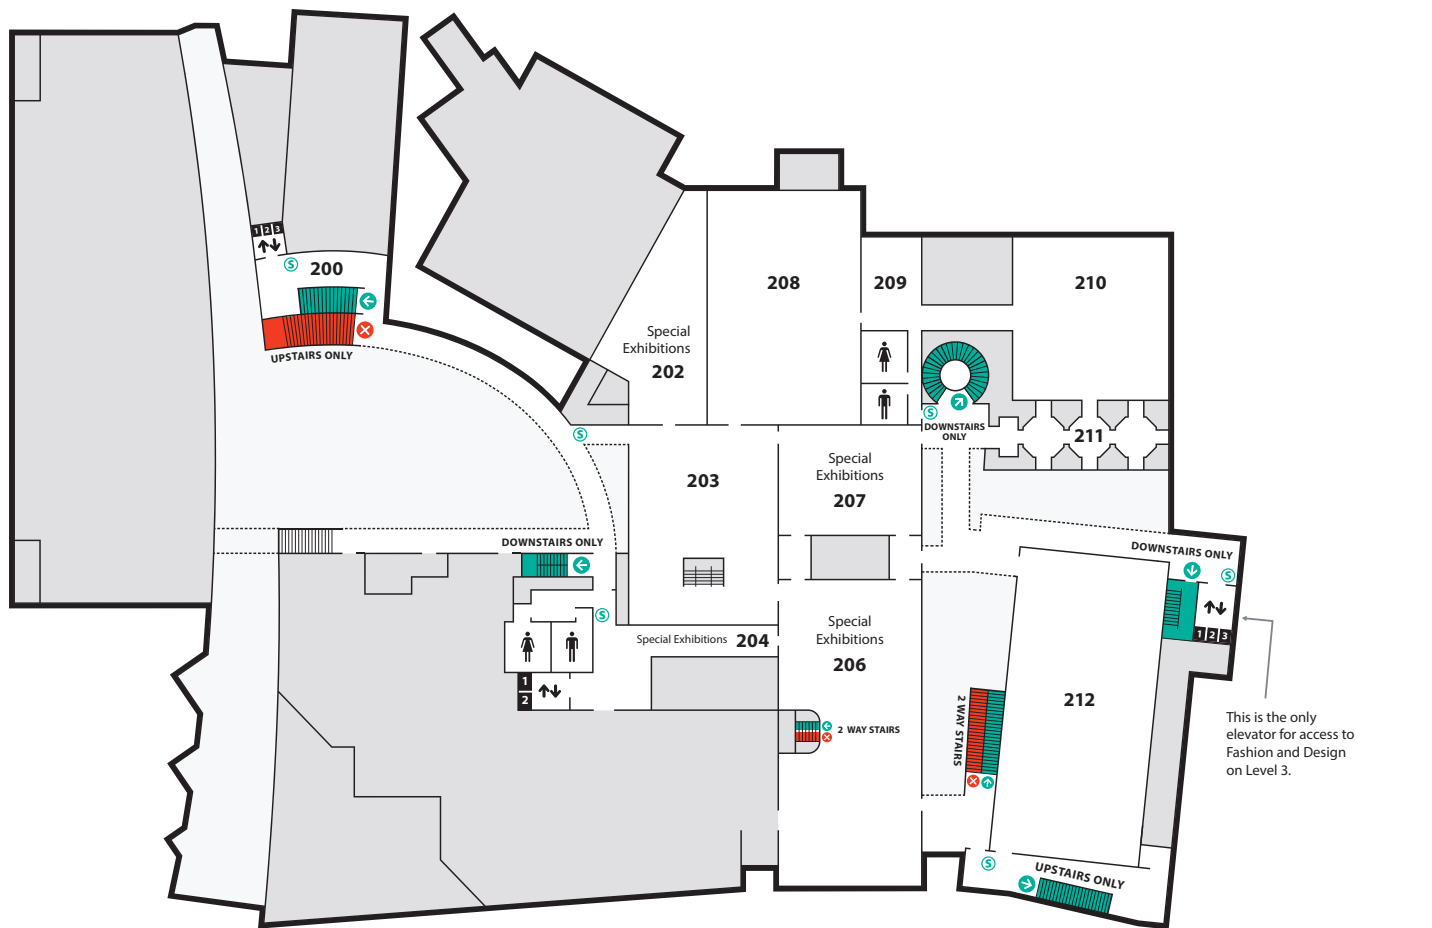 1 2 3
S
200
UPSTAIRS ONLY
208
209
210
Special
Exhibitions
202
S
DOWNSTAIRS
ONLY
211
S
203
Special
Exhibitions
207
DOWNSTAIRS ONLY
DOWNSTAIRS ONLY
S
1 2 3
S
Special Exhibitions 204
Special
Exhibitions
206
1
2
2 WAY STAIRS
2 WAY STAIRS
212
This is the only
elevator for access to
Fashion and Design
on Level 3.
S
UPSTAIRS ONLY